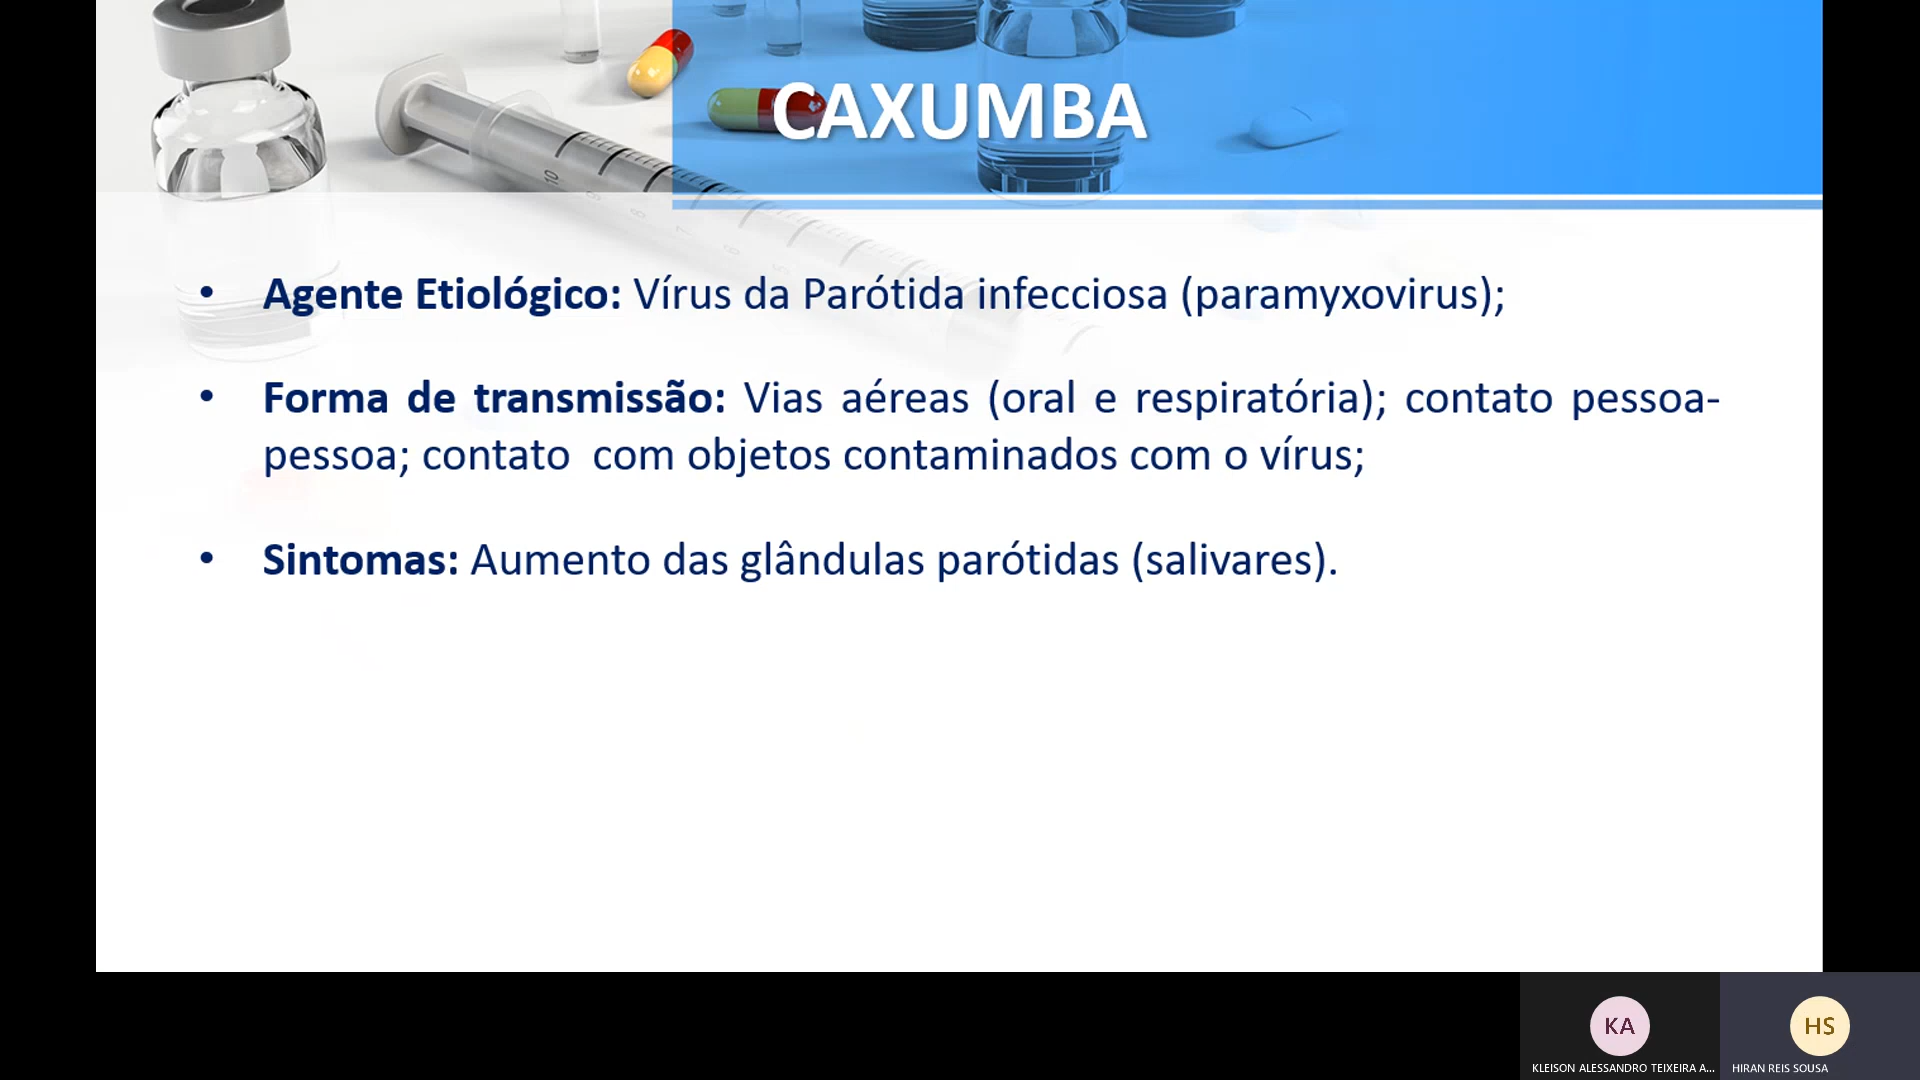 CAXUMBA
• Agente Etiológico: Vírus da Parótida infecciosa (paramyxovirus);
• Forma de transmissão: Vias aéreas (oral e respiratória); contato pessoa-
pessoa; contato  com objetos contaminados com o vírus;
• Sintomas: Aumento das glândulas parótidas (salivares).
KA
HS
KLEISON ALESSANDRO TEIXEIRA A...
HIRAN REIS SOUSA